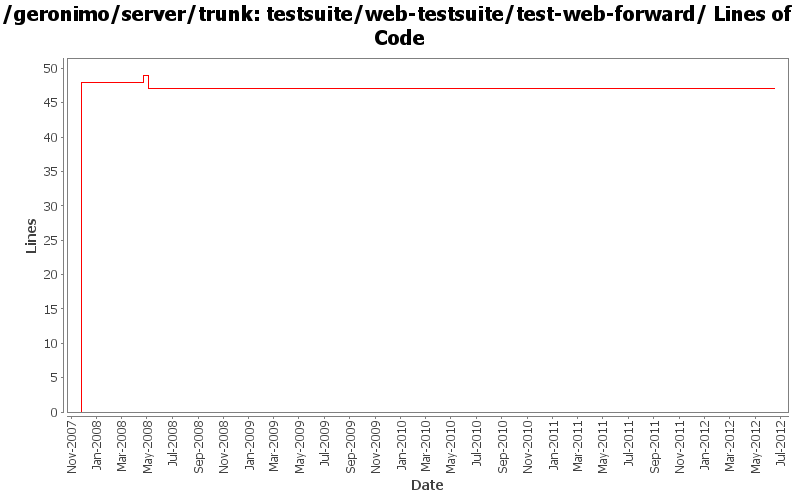 /geronimo/server/trunk: testsuite/web-testsuite/test-web-forward/ Lines of
Code
50
45
40
35
30
25
20
15
10
5
0
Lines
Nov-2007
Jan-2008
Mar-2008
May-2008
Jul-2008
Sep-2008
Nov-2008
Jan-2009
Mar-2009
May-2009
Jul-2009
Sep-2009
Nov-2009
Jan-2010
Mar-2010
May-2010
Jul-2010
Sep-2010
Nov-2010
Jan-2011
Mar-2011
May-2011
Jul-2011
Sep-2011
Nov-2011
Jan-2012
Mar-2012
May-2012
Jul-2012
Date